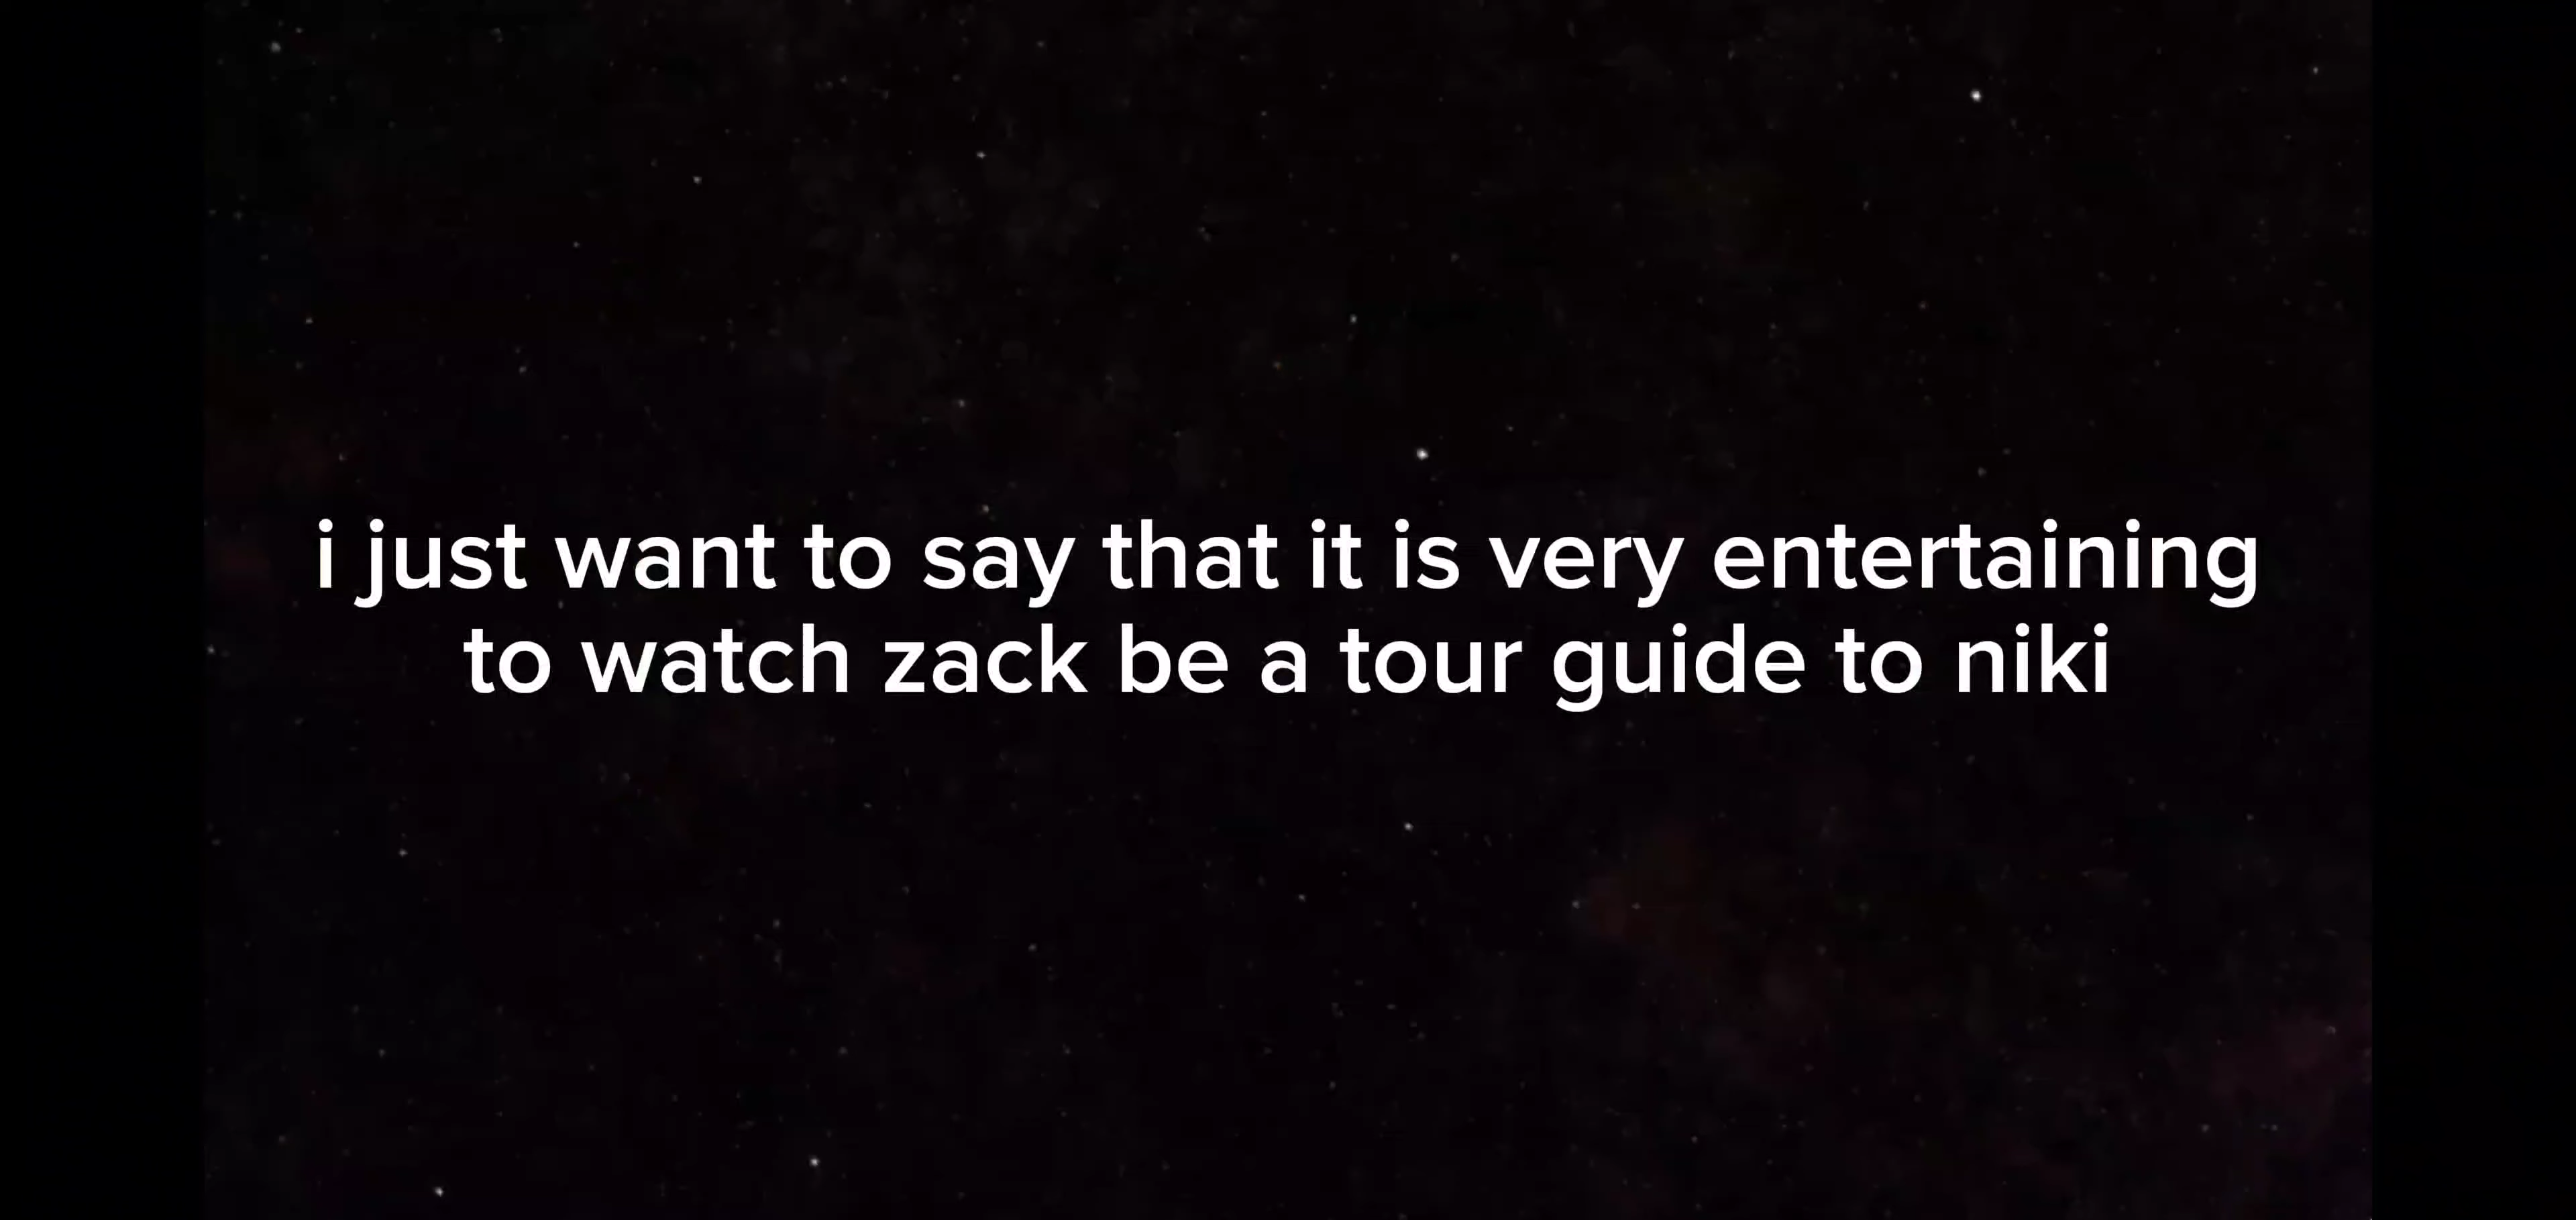 i just want to say that it is very entertaining
to watch zack be a tour guide to niki